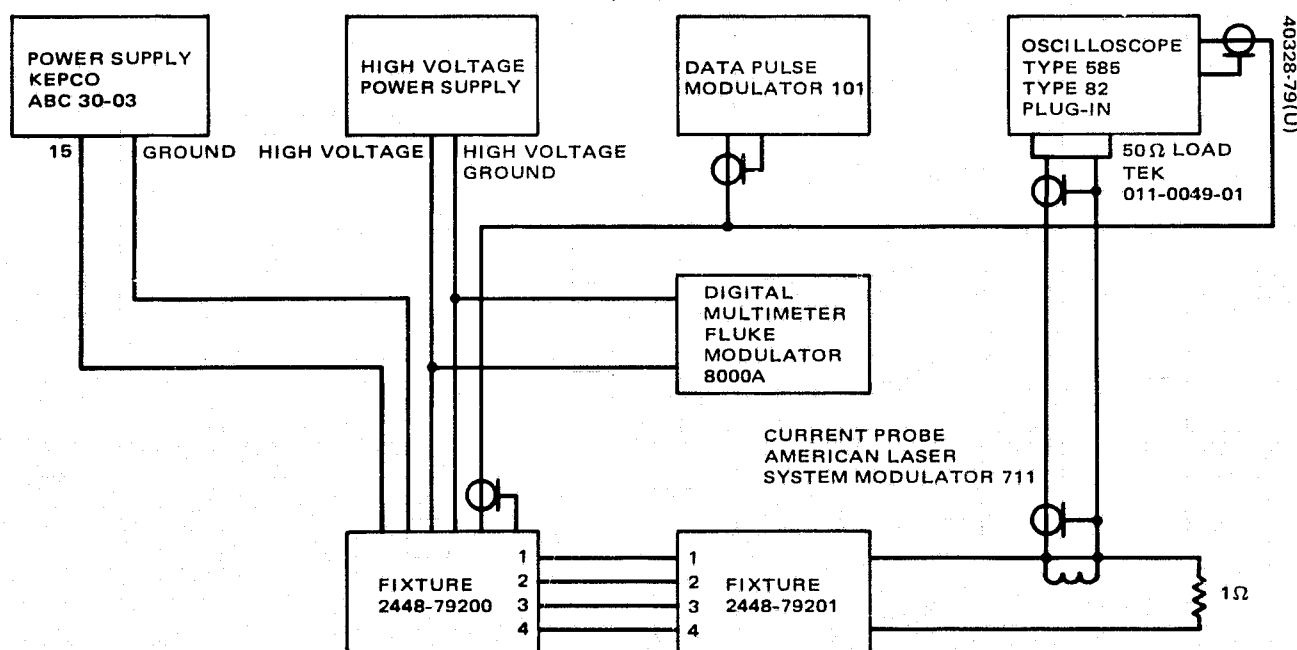 POWER SUPPLY
KEPCO
ABC 30-03
HIGH VOLTAGE
POWER SUPPLY
DATA PULSE
MODULATOR 101
OSCILLOSCOPE
TYPE 585
TYPE 82
PLUG-IN
40328-79(U)
15
GROUND
HIGH VOLTAGE
HIGH VOLTAGE
GROUND
50Ω LOAD
TEK
011-0049-01
DIGITAL
MULTIMETER
FLUKE
MODULATOR
8000A
CURRENT PROBE
AMERICAN LASER
SYSTEM MODULATOR 711
FIXTURE
2448-79200
1
2
3
4
1
2
3
4
FIXTURE
2448-79201
1Ω